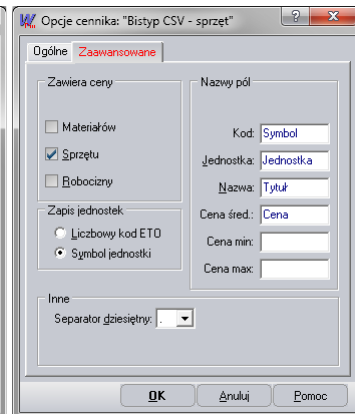 Opcje cennika: "Bistyp CSV - sprzęt"
Ogólne Zaawansowane
Zawiera ceny
Materiałów
Sprzętu
Robocizny
Zapis jednostek
Liczbowy kod ETO
Symbol jednostki
Nazwy pól
Kod: Symbol
Jednostka: Jednostka
Nazwa: Tytuł
Cena śred.: Cena
Cena min:
Cena max:
Inne
Separator dziesiętny: .
OK Anuluj Pomoc